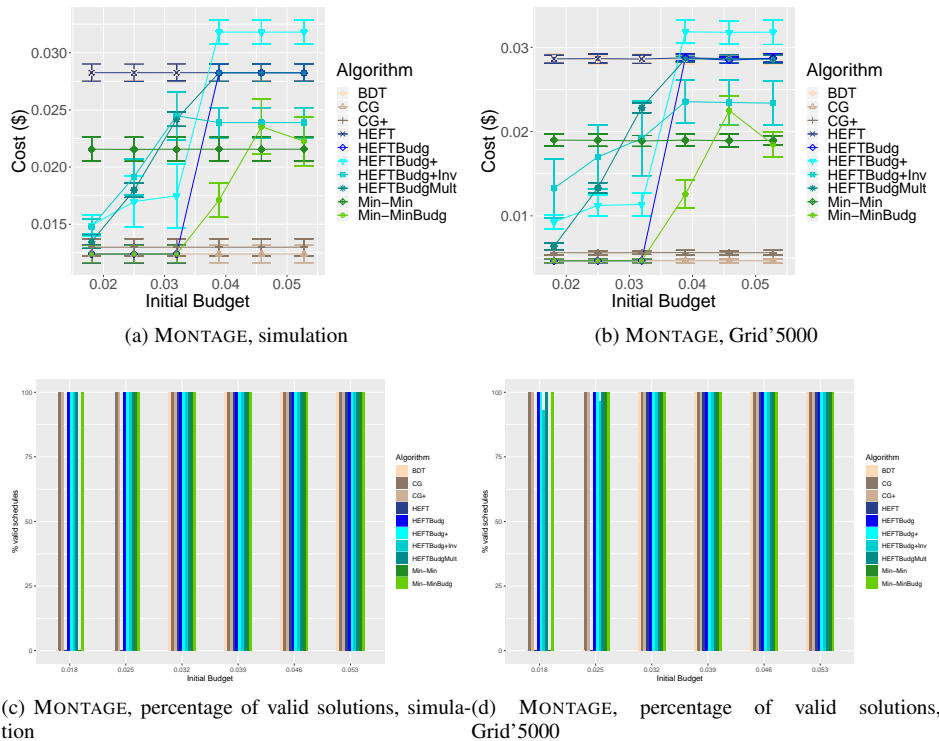 0.030
0.025
0.020
0.015
Cost ($)
0.02
0.03
0.04
0.05
Initial Budget
Algorithm
BDT
CG
CG+
HEFT
HEFTBudg
HEFTBudg+
HEFTBudg+Inv
HEFTBudgMult
Min−Min
Min−MinBudg
(a) MONTAGE, simulation
0.03
0.02
0.01
Cost ($)
0.02
0.03
0.04
0.05
Initial Budget
Algorithm
BDT
CG
CG+
HEFT
HEFTBudg
HEFTBudg+
HEFTBudg+Inv
HEFTBudgMult
Min−Min
Min−MinBudg
(b) MONTAGE, Grid'5000
100
75
50
25
0
% valid schedules
0.018
0.025
0.032
0.039
0.046
0.053
Initial Budget
Algorithm
BDT
CG
CG+
HEFT
HEFTBudg
HEFTBudg+
HEFTBudg+Inv
HEFTBudgMult
Min−Min
Min−MinBudg
(c) MONTAGE, percentage of valid solutions, simula-
tion
100
75
50
25
0
% valid schedules
0.018
0.025
0.032
0.039
0.046
0.053
Initial Budget
Algorithm
BDT
CG
CG+
HEFT
HEFTBudg
HEFTBudg+
HEFTBudg+Inv
HEFTBudgMult
Min−Min
Min−MinBudg
(d) MONTAGE, percentage of valid solutions,
Grid'5000